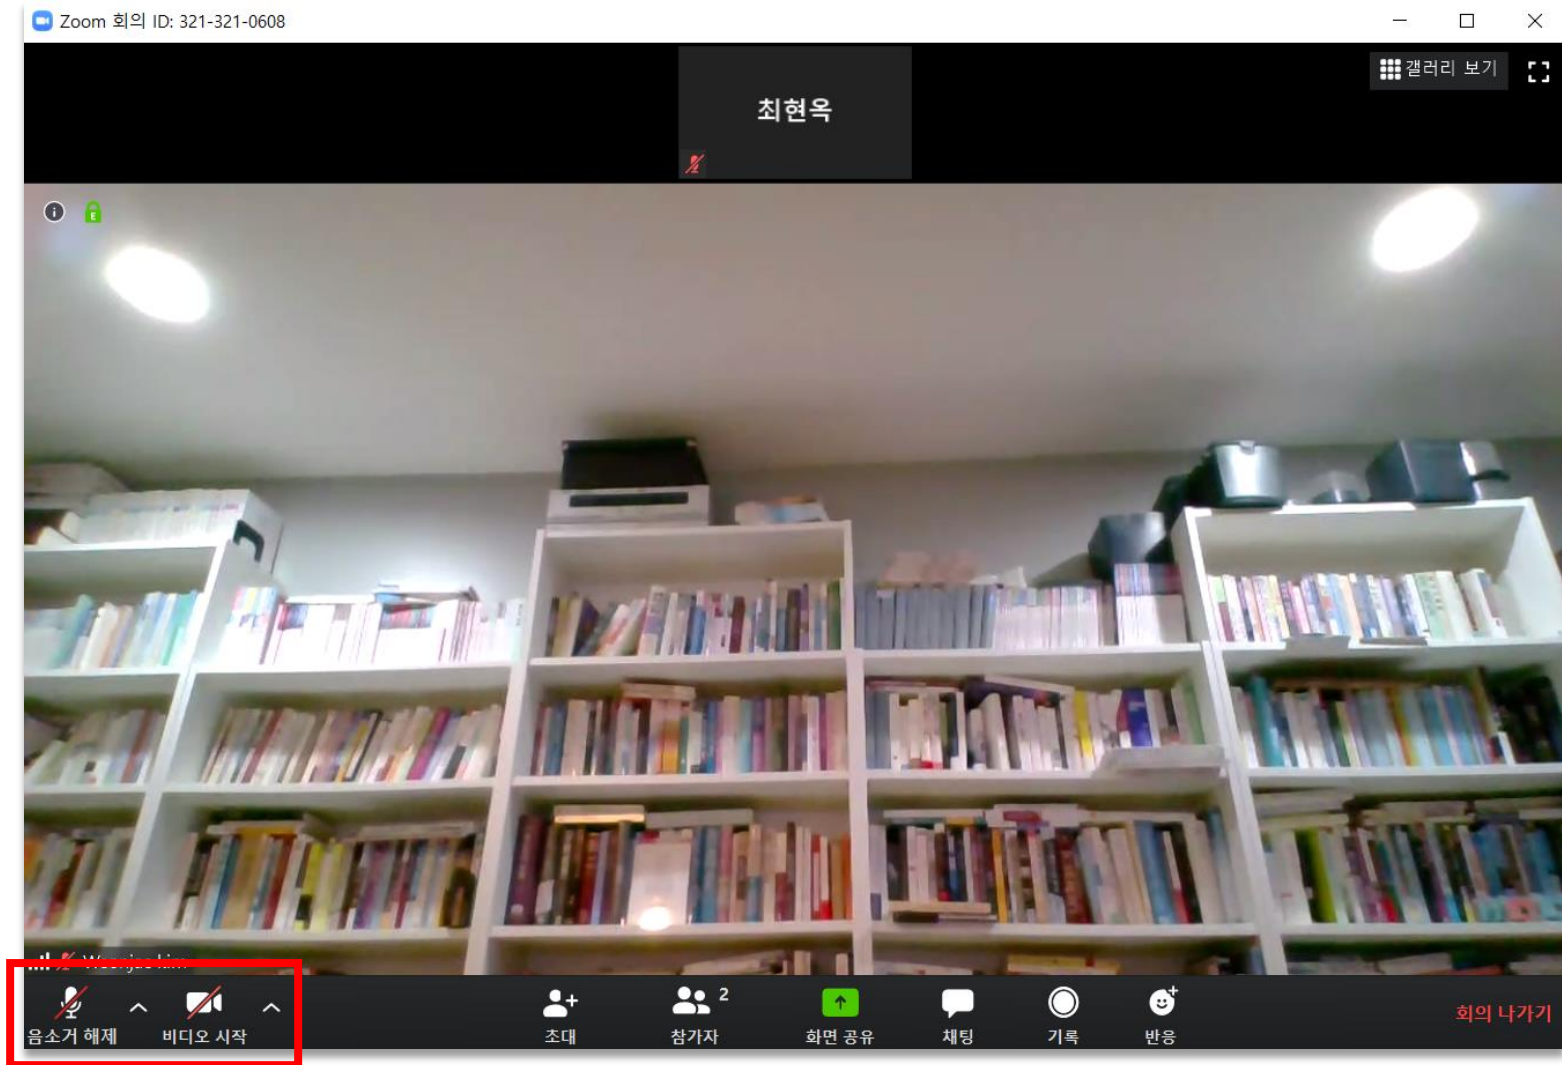 Zoom 회의 ID: 321-321-0608
갤러리 보기
최현옥
E
음소거 해제
비디오 시작
초대
참가자
2
화면 공유
채팅
기록
반응
회의 나가기